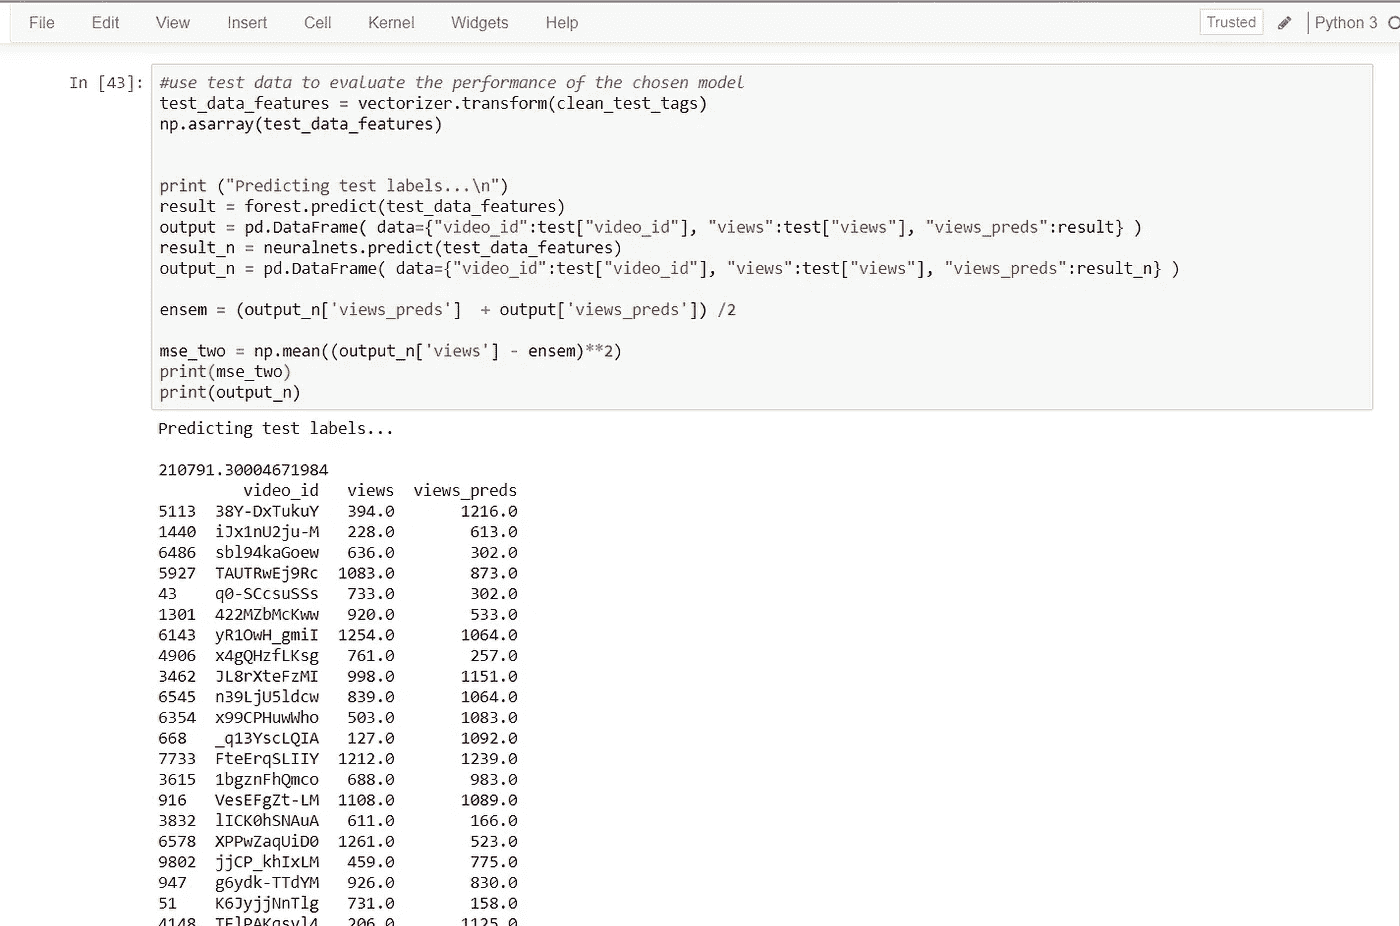 File Edit View Insert Cell Kernel Widgets Help Trusted Python 3
In [43]: #use test data to evaluate the performance of the chosen model
test_data_features = vectorizer.transform(clean_test_tags)
np.asarray(test_data_features)
print ("Predicting test labels...\n")
result = forest.predict(test_data_features)
output = pd.DataFrame( data={"video_id":test["video_id"], "views":test["views"], "views_preds":result} )
result_n = neuralnets.predict(test_data_features)
output_n = pd.DataFrame( data={"video_id":test["video_id"], "views":test["views"], "views_preds":result_n} )
ensem = (output_n['views_preds']  + output['views_preds']) /2
mse_two = np.mean((output_n['views'] - ensem)**2)
print(mse_two)
print(output_n)
Predicting test labels...
210791.30004671984
video_id views views_preds
5113 38Y-DxTukuY 394.0 1216.0
1440 iJx1nU2ju-M 228.0 613.0
6486 sbl94kaGoew 636.0 302.0
5927 TAUTRwEj9Rc 1083.0 873.0
43 q0-SCcsuSSs 733.0 302.0
1301 422MZbMcKww 920.0 533.0
6143 yR1OwH_gmiI 1254.0 1064.0
4906 x4gQHzfLKsg 761.0 257.0
3462 JL8rXteFzMI 998.0 1151.0
6545 n39LjU5ldcw 839.0 1064.0
6354 x99CPHuwWho 503.0 1083.0
668 _q13YscLQIA 127.0 1092.0
7733 FteErqSLIIY 1212.0 1239.0
3615 1bgznFhQmco 688.0 983.0
916 VesEFgZt-LM 1108.0 1089.0
3832 lICK0hSNAuA 611.0 166.0
6578 XPPwZaqUiD0 1261.0 523.0
9802 jjCP_khIxLM 459.0 775.0
947 g6ydk-TTdYM 926.0 830.0
51 K6JyjjNnTlg 731.0 158.0
4148 206.0 1125.0